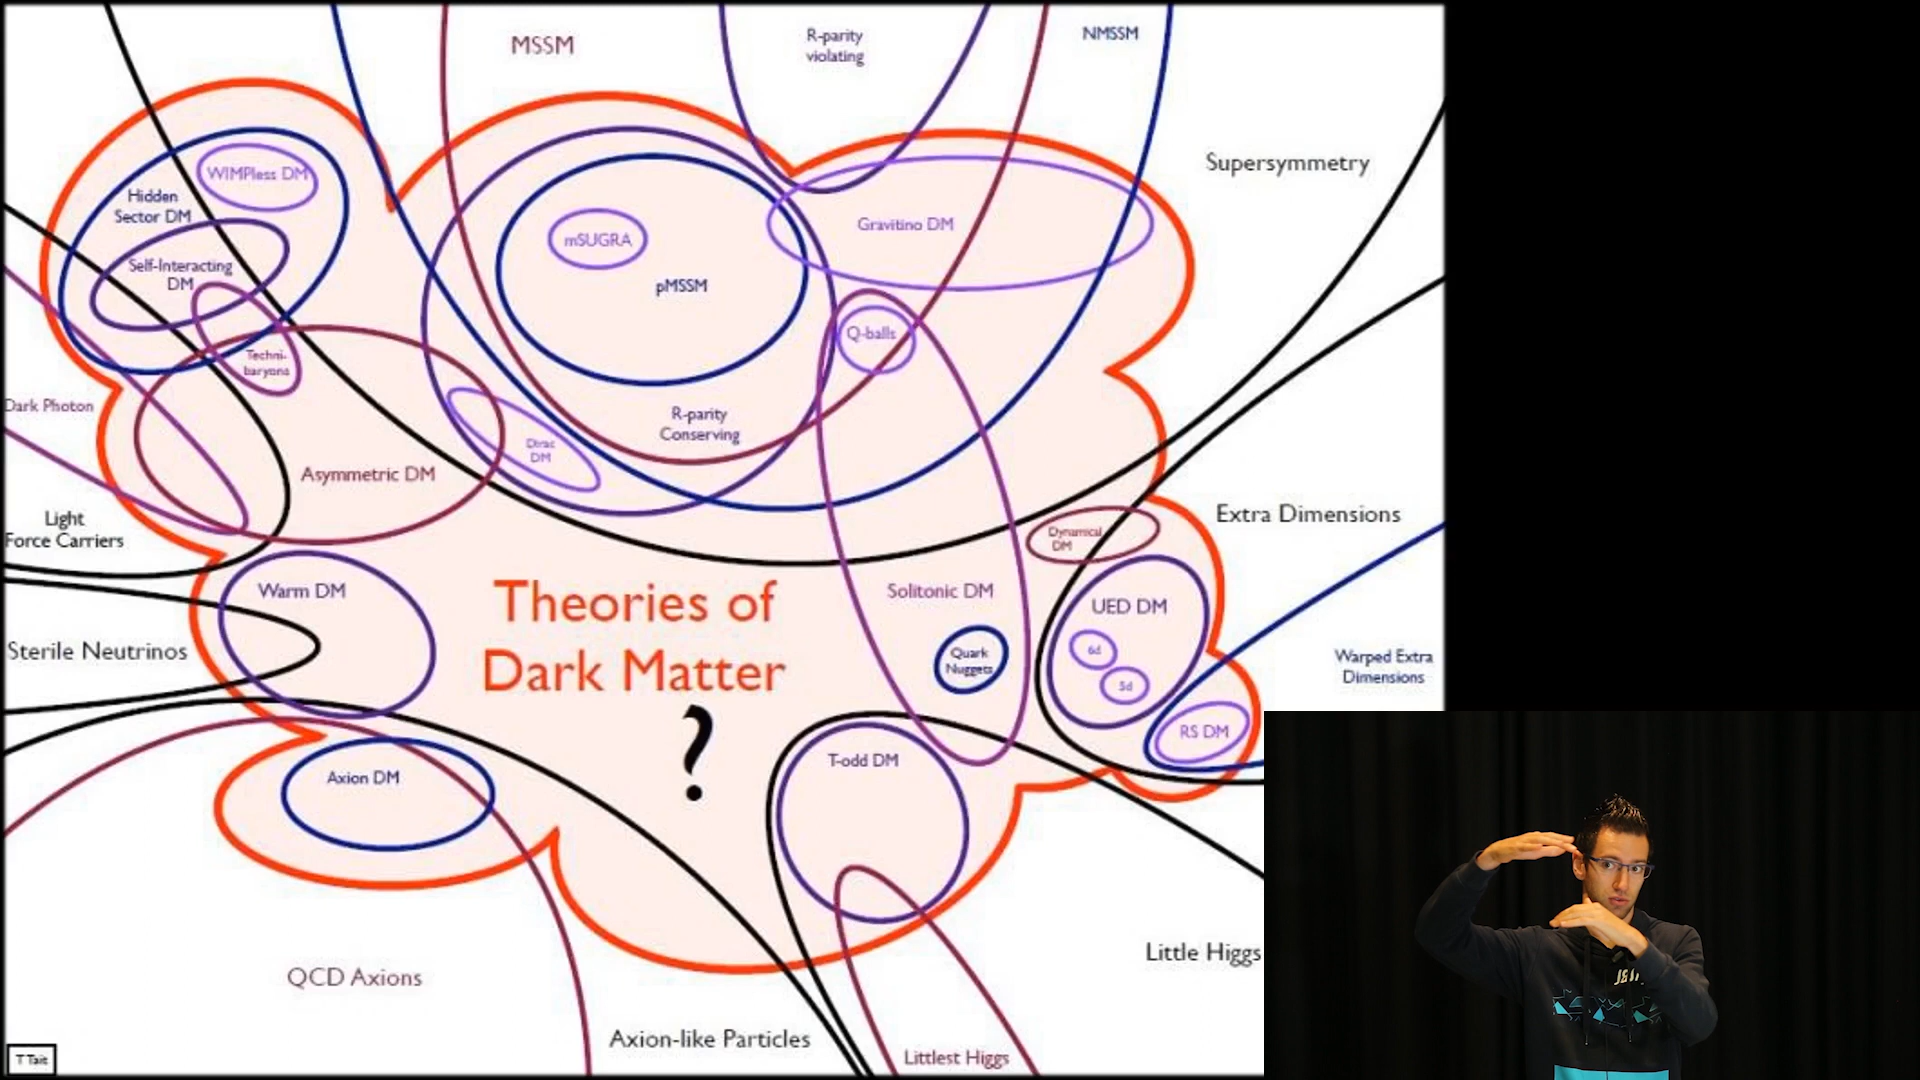 MSSM
R-parity
violating
NMSSM
Supersymmetry
WIMPless DM
Hidden
Sector DM
Self-Interacting
DM
Techni-
baryons
mSUGRA
pMSSM
Gravitino DM
Q-balls
R-parity
Conserving
Dirac
DM
Dark Photon
Asymmetric DM
Light
Force Carriers
Extra Dimensions
Dynamical
DM
Warm DM
Theories of
Dark Matter
?
Solitonic DM
UED DM
6d
5d
Quark
Nuggets
Sterile Neutrinos
Warped Extra
Dimensions
RS DM
Axion DM
T-odd DM
Little Higgs
QCD Axions
Axion-like Particles
Littlest Higgs
T Tait